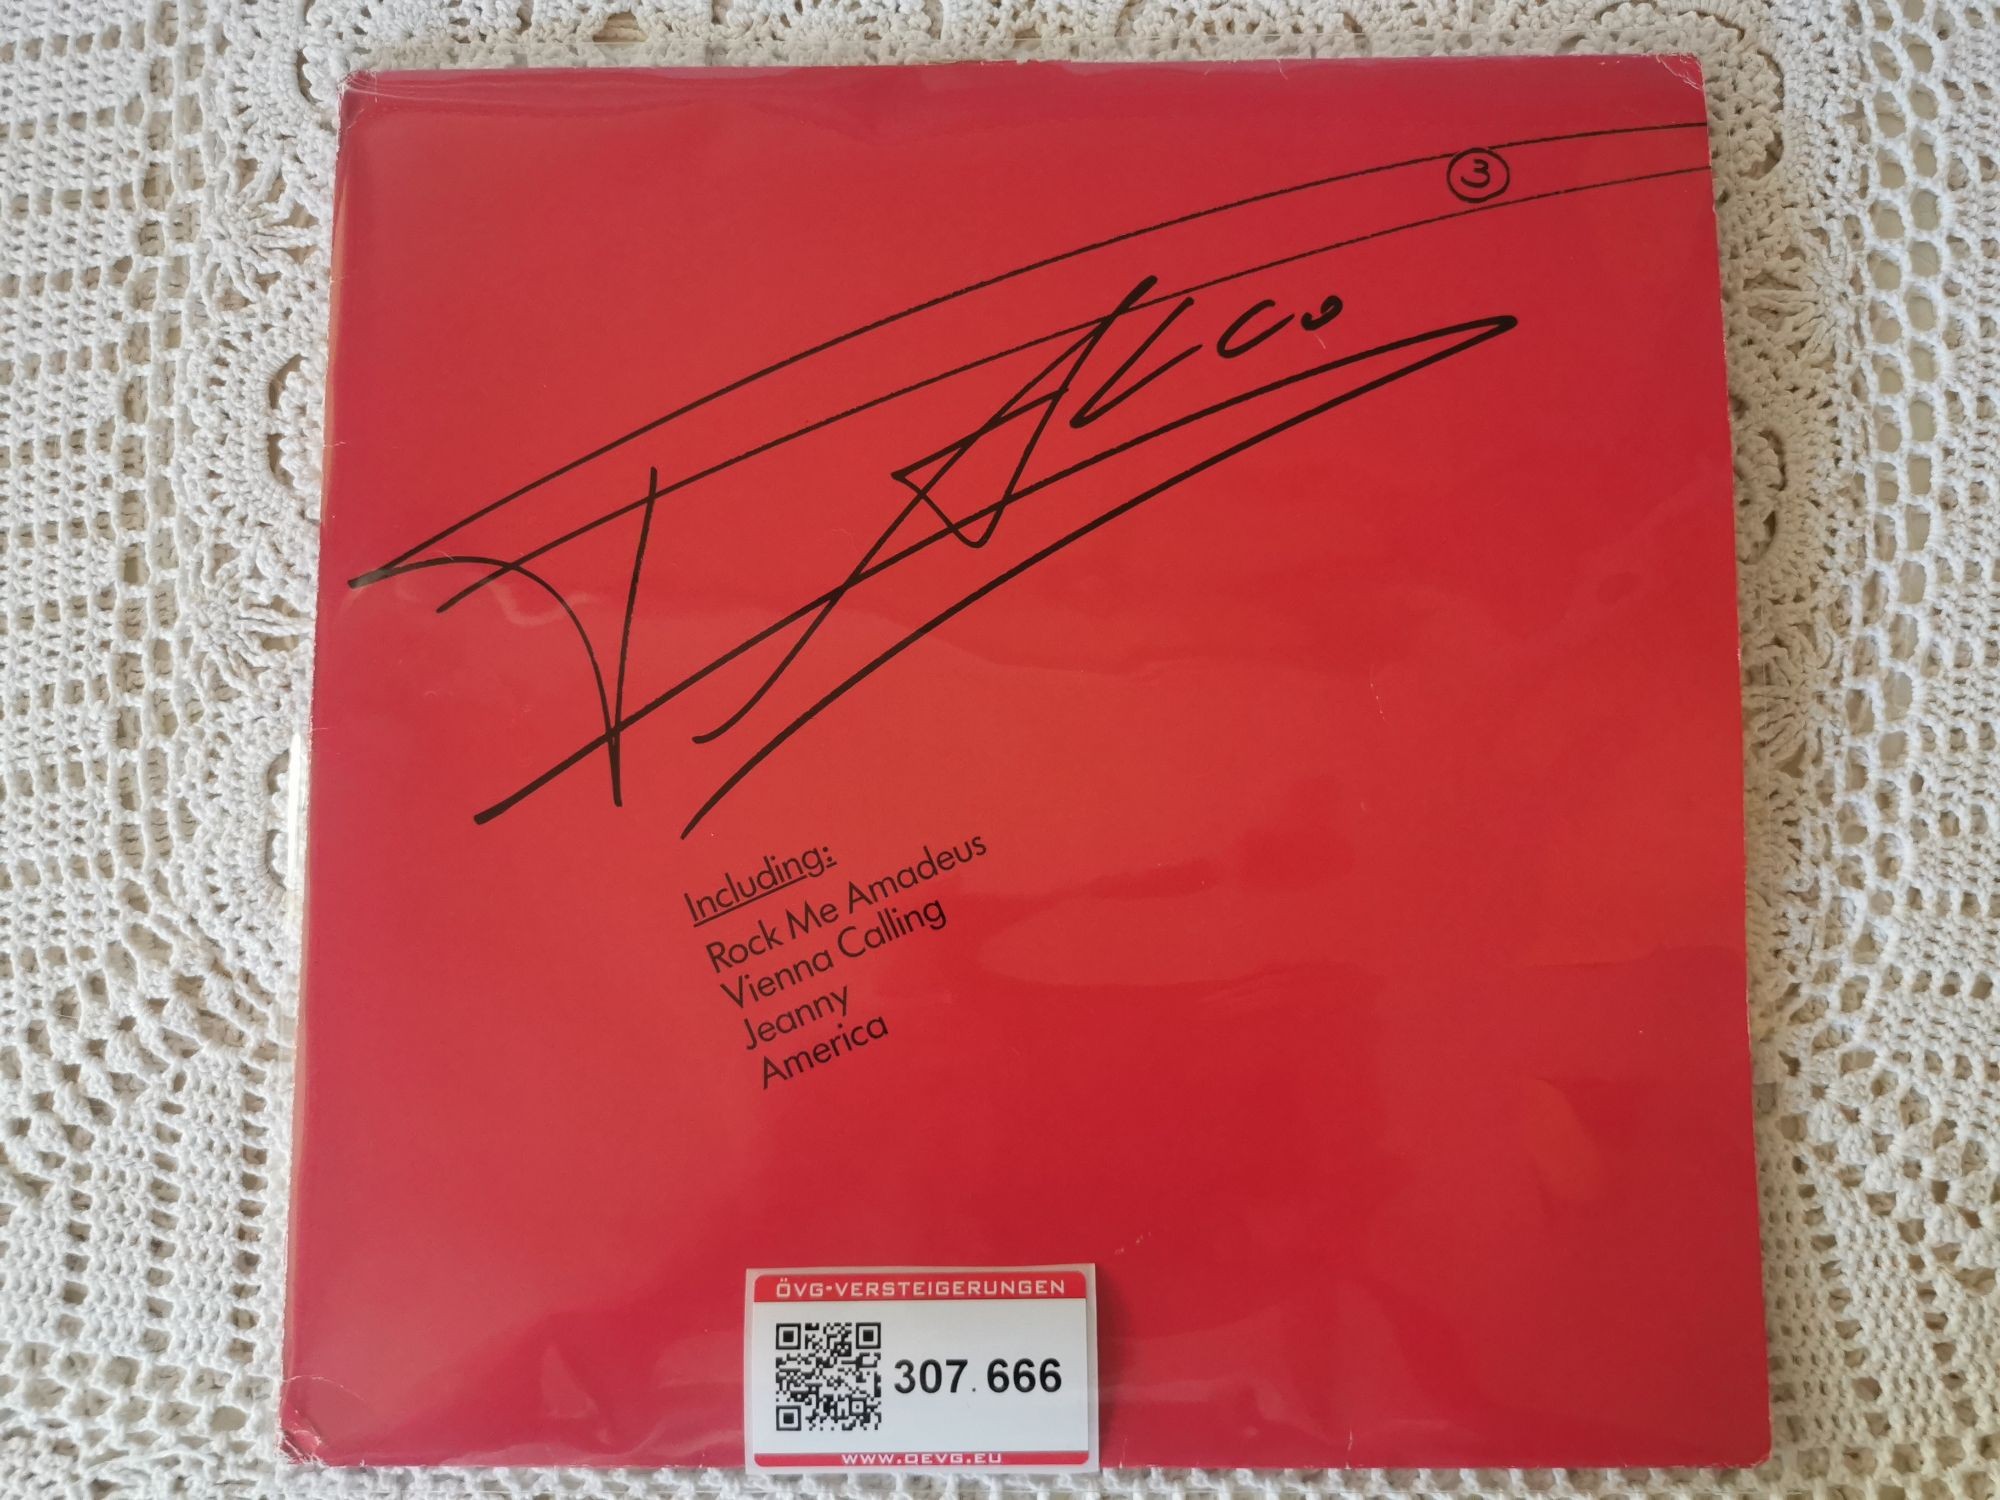 3
FALCO
Including:
Rock Me Amadeus
Vienna Calling
Jeanny
America
ÖVG-VERSTEIGERUNGEN
307.666
WWW.OEVG.EU